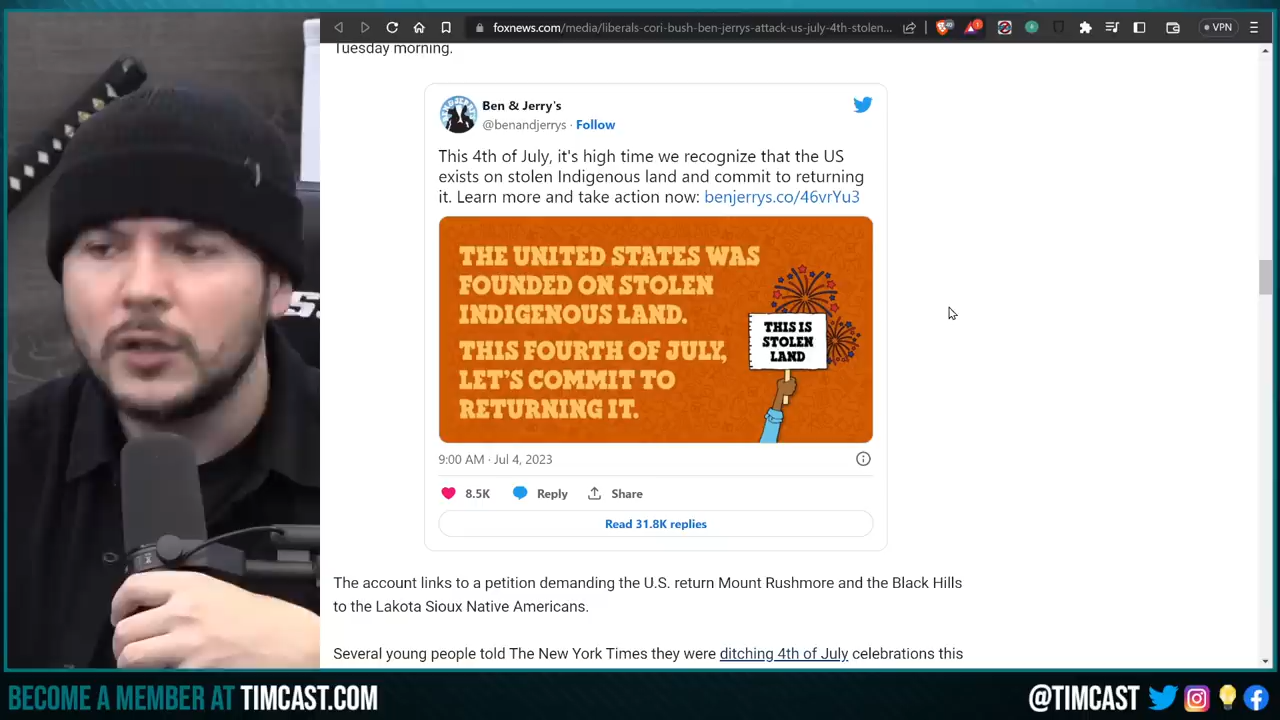 foxnews.com/media/liberals-cori-bush-ben-jerrys-attack-us-july-4th-stolen...
VPN
Tuesday morning.
Ben & Jerry's
@benandjerrys · Follow
This 4th of July, it's high time we recognize that the US
exists on stolen Indigenous land and commit to returning
it. Learn more and take action now: benjerrys.co/46vrYu3
THE UNITED STATES WAS
FOUNDED ON STOLEN
INDIGENOUS LAND.
THIS FOURTH OF JULY,
LET'S COMMIT TO
RETURNING IT.
THIS IS
STOLEN
LAND
9:00 AM · Jul 4, 2023
8.5K Reply Share
Read 31.8K replies
The account links to a petition demanding the U.S. return Mount Rushmore and the Black Hills
to the Lakota Sioux Native Americans.
Several young people told The New York Times they were ditching 4th of July celebrations this
BECOME A MEMBER AT TIMCAST.COM
@TIMCAST